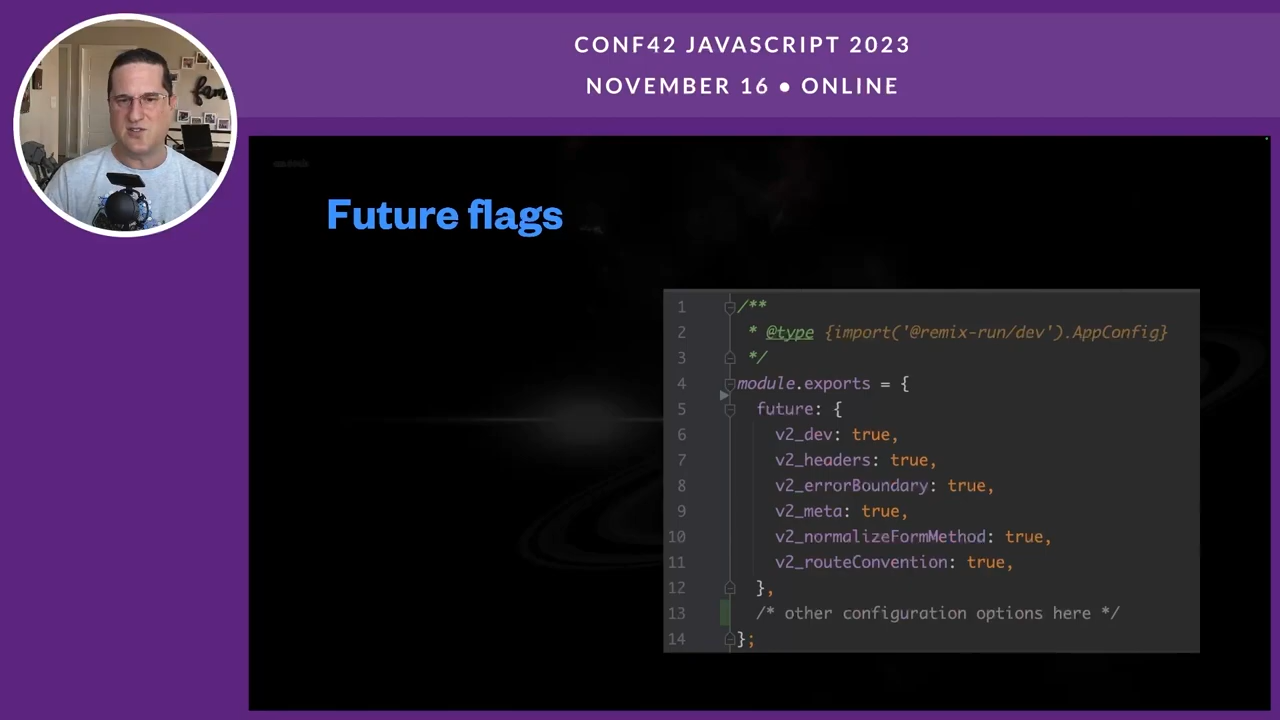 CONF42 JAVASCRIPT 2023
NOVEMBER 16 ● ONLINE
Future flags
1 /**
2 * @type {import('@remix-run/dev').AppConfig}
3 */
4 module.exports = {
5 future: {
6 v2_dev: true,
7 v2_headers: true,
8 v2_errorBoundary: true,
9 v2_meta: true,
10 v2_normalizeFormMethod: true,
11 v2_routeConvention: true,
12 },
13 /* other configuration options here */
14 };